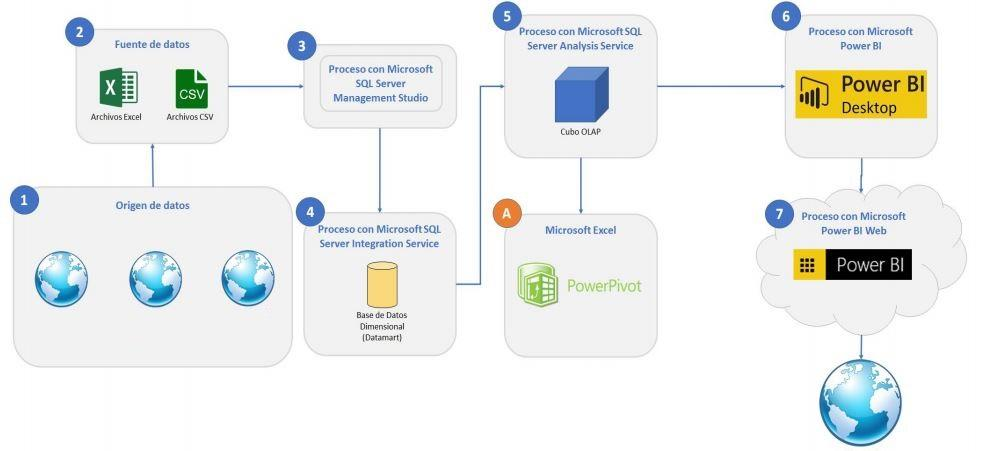 1
Origen de datos
2
Fuente de datos
X
Archivos Excel
CSV
Archivos CSV
3
Proceso con Microsoft
SQL Server
Management Studio
4
Proceso con Microsoft SQL
Server Integration Service
Base de Datos
Dimensional
(Datamart)
5
Proceso con Microsoft SQL
Server Analysis Service
Cubo OLAP
A
Microsoft Excel
PowerPivot
6
Proceso con Microsoft
Power BI
Power BI
Desktop
7
Proceso con Microsoft
Power BI Web
Power BI